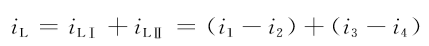 i_L = i_{LⅠ} + i_{LⅡ} = (i_1 − i_2) + (i_3 − i_4)